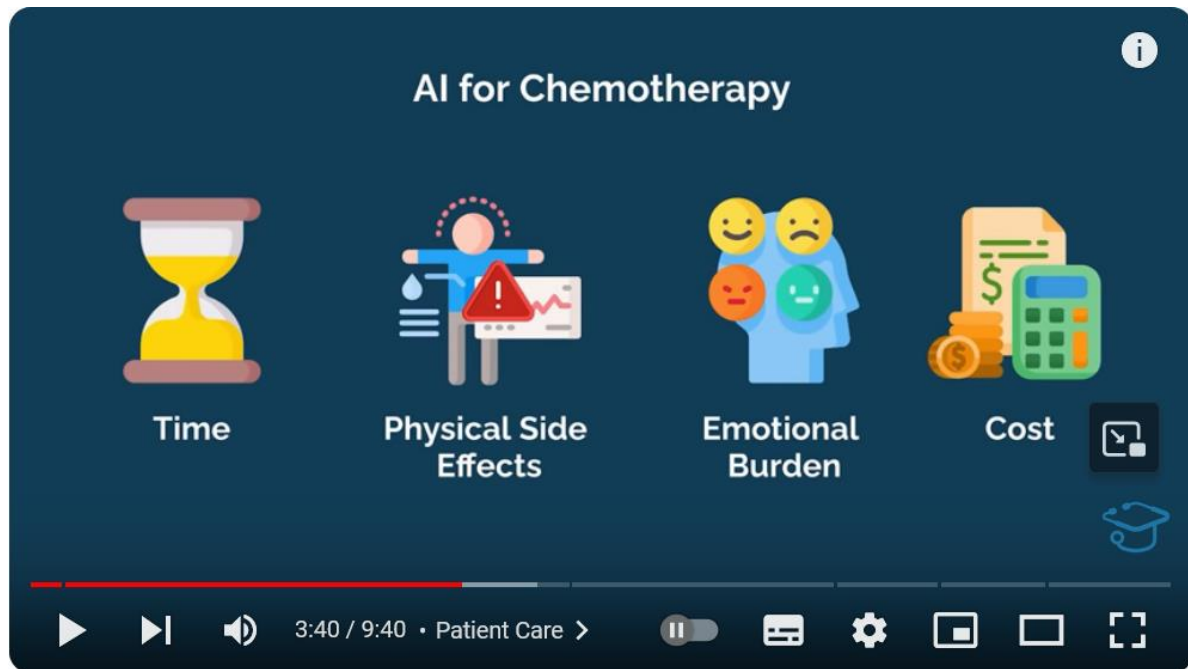 AI for Chemotherapy
Time
Physical Side
Effects
Emotional
Burden
Cost
3:40 / 9:40 • Patient Care >